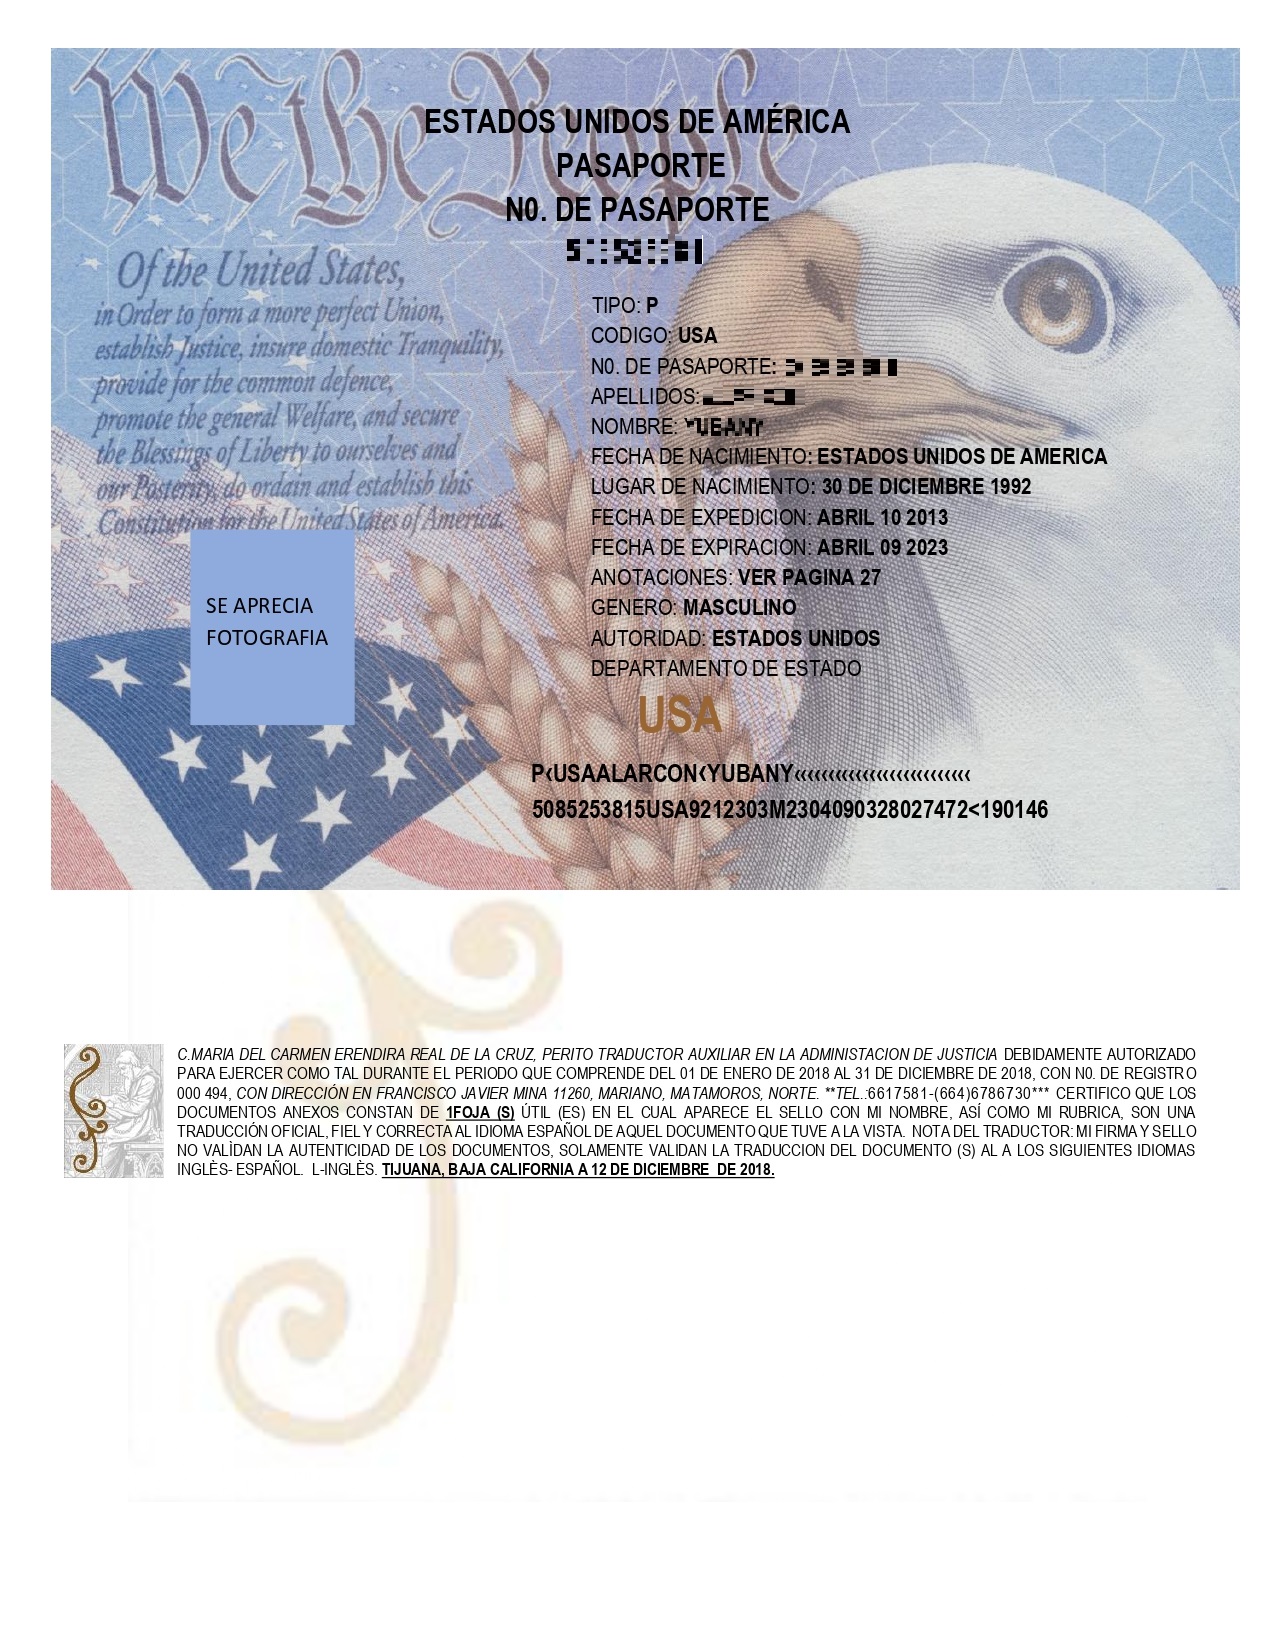 We the People
ESTADOS UNIDOS DE AMÉRICA
PASAPORTE
N0. DE PASAPORTE
Of the United States,
in Order to form a more perfect Union,
establish Justice, insure domestic Tranquility,
provide for the common defence,
promote the general Welfare, and secure
the Blessings of Liberty to ourselves and
our Posterity, do ordain and establish this
Constitution for the United States of America.
SE APRECIA
FOTOGRAFIA
TIPO: P
CODIGO: USA
N0. DE PASAPORTE:
APELLIDOS:
NOMBRE:
FECHA DE NACIMIENTO: ESTADOS UNIDOS DE AMERICA
LUGAR DE NACIMIENTO: 30 DE DICIEMBRE 1992
FECHA DE EXPEDICION: ABRIL 10 2013
FECHA DE EXPIRACION: ABRIL 09 2023
ANOTACIONES: VER PAGINA 27
GENERO: MASCULINO
AUTORIDAD: ESTADOS UNIDOS
DEPARTAMENTO DE ESTADO
USA
P‹USAALARCON‹YUBANY‹‹‹‹‹‹‹‹‹‹‹‹‹‹‹‹‹‹‹‹‹‹‹‹‹‹
5085253815USA9212303M2304090328027472<190146
C.MARIA DEL CARMEN ERENDIRA REAL DE LA CRUZ, PERITO TRADUCTOR AUXILIAR EN LA ADMINISTACION DE JUSTICIA DEBIDAMENTE AUTORIZADO
PARA EJERCER COMO TAL DURANTE EL PERIODO QUE COMPRENDE DEL 01 DE ENERO DE 2018 AL 31 DE DICIEMBRE DE 2018, CON N0. DE REGISTRO
000 494, CON DIRECCIÓN EN FRANCISCO JAVIER MINA 11260, MARIANO, MATAMOROS, NORTE. **TEL.:6617581-(664)6786730*** CERTIFICO QUE LOS
DOCUMENTOS ANEXOS CONSTAN DE 1FOJA (S) ÚTIL (ES) EN EL CUAL APARECE EL SELLO CON MI NOMBRE, ASÍ COMO MI RUBRICA, SON UNA
TRADUCCIÓN OFICIAL, FIEL Y CORRECTA AL IDIOMA ESPAÑOL DE AQUEL DOCUMENTO QUE TUVE A LA VISTA. NOTA DEL TRADUCTOR: MI FIRMA Y SELLO
NO VALÌDAN LA AUTENTICIDAD DE LOS DOCUMENTOS, SOLAMENTE VALIDAN LA TRADUCCION DEL DOCUMENTO (S) AL A LOS SIGUIENTES IDIOMAS
INGLÈS- ESPAÑOL. L-INGLÈS. TIJUANA, BAJA CALIFORNIA A 12 DE DICIEMBRE DE 2018.